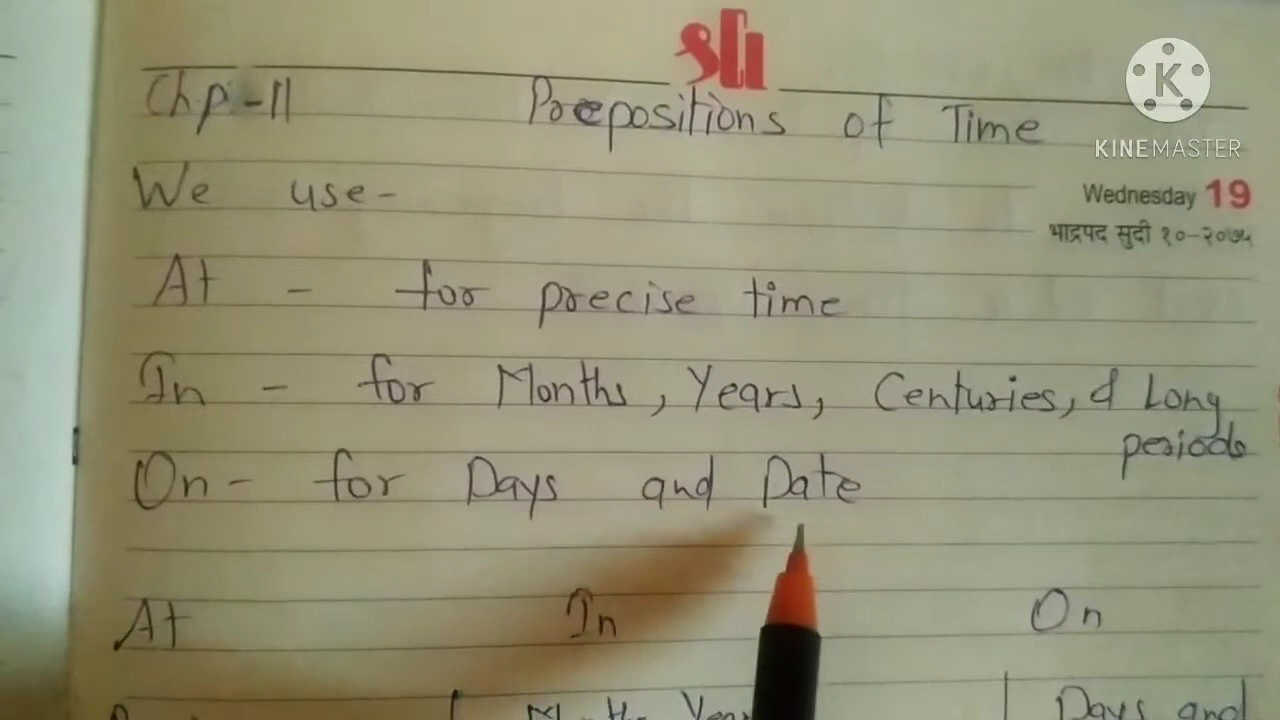 SCI
Chp-11 Prepositions of Time
KINEMASTER
We use-
Wednesday 19
भाद्रपद सुदी १०-२०७५
At - for precise time
In - for Months, Years, Centuries, & Long
periods
On- for Days and Date
At In On
Days and